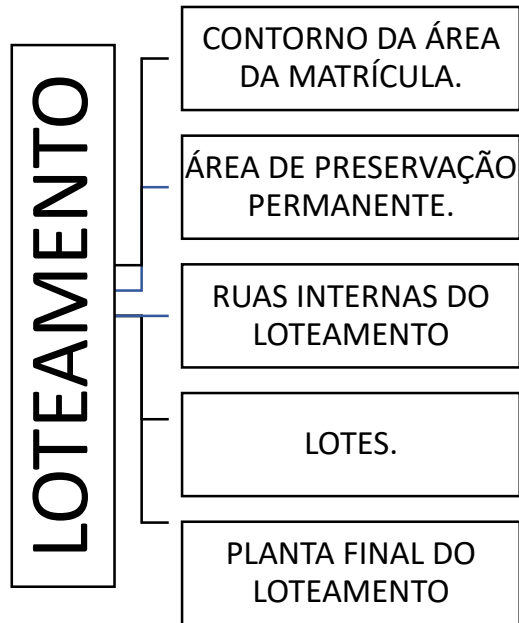 LOTEAMENTO
CONTORNO DA ÁREA
DA MATRÍCULA.
ÁREA DE PRESERVAÇÃO
PERMANENTE.
RUAS INTERNAS DO
LOTEAMENTO
LOTES.
PLANTA FINAL DO
LOTEAMENTO